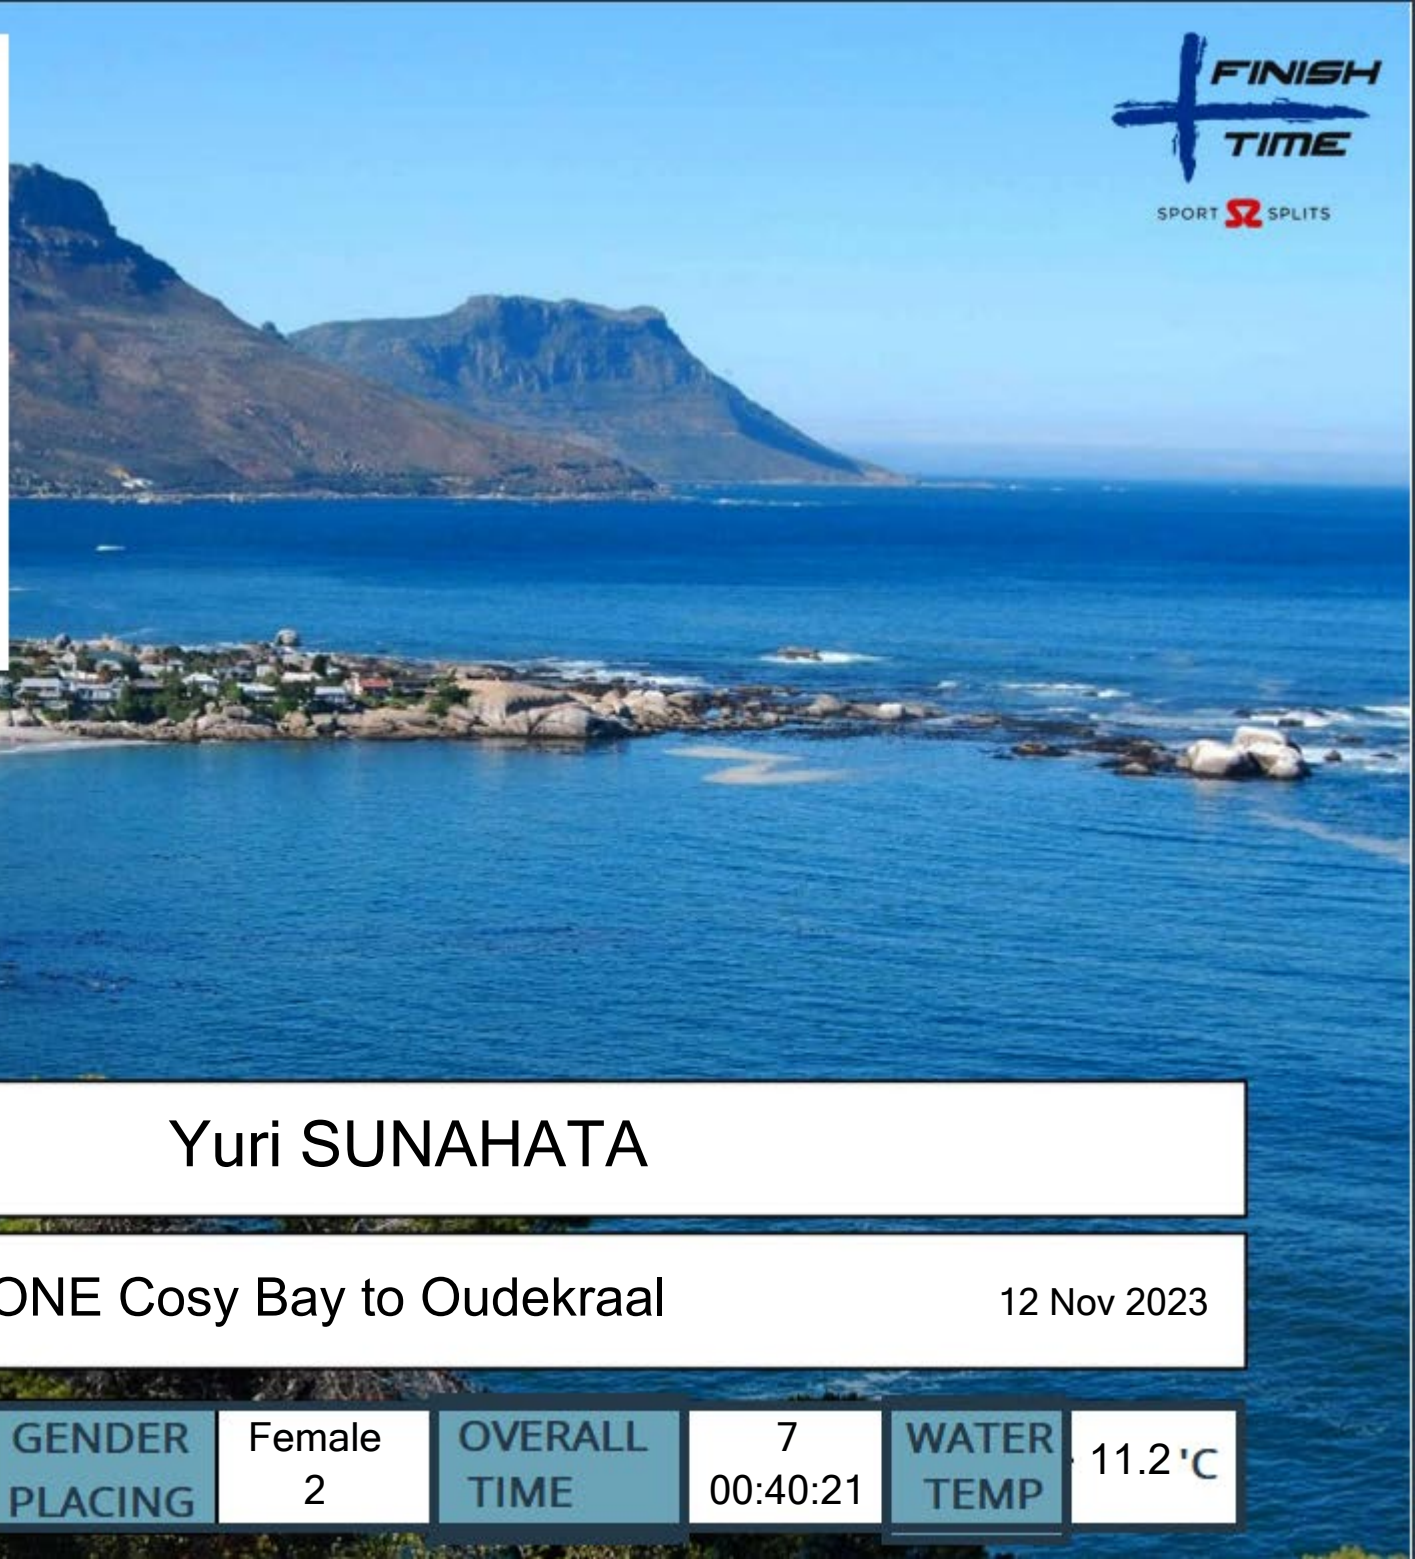 FINISH
TIME
SPORT SPLITS
Yuri SUNAHATA
ONE Cosy Bay to Oudekraal
12 Nov 2023
GENDER
PLACING
Female
2
OVERALL
TIME
7
00:40:21
WATER
TEMP
11.2 'C